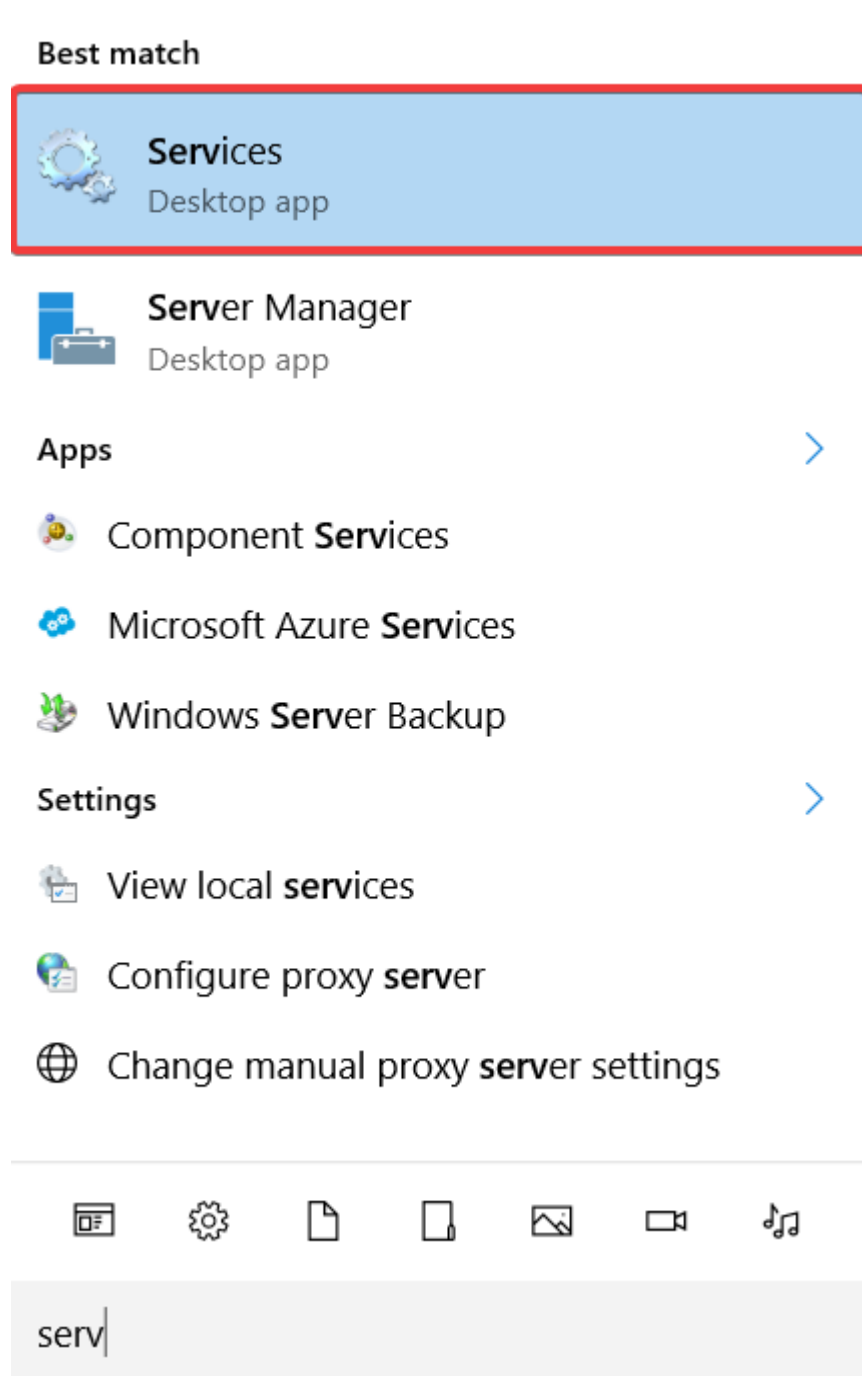 Best match
Services
Desktop app
Server Manager
Desktop app
Apps
Component Services
Microsoft Azure Services
Windows Server Backup
Settings
View local services
Configure proxy server
Change manual proxy server settings
serv